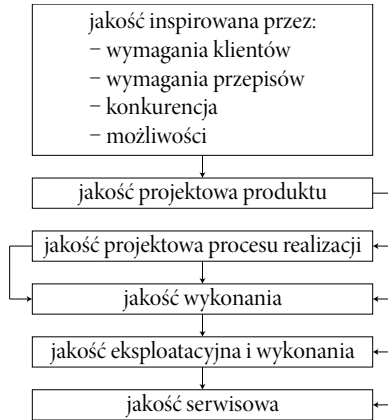 jakość inspirowana przez:
– wymagania klientów
– wymagania przepisów
– konkurencja
– możliwości
jakość projektowa produktu
jakość projektowa procesu realizacji
jakość wykonania
jakość eksploatacyjna i wykonania
jakość serwisowa